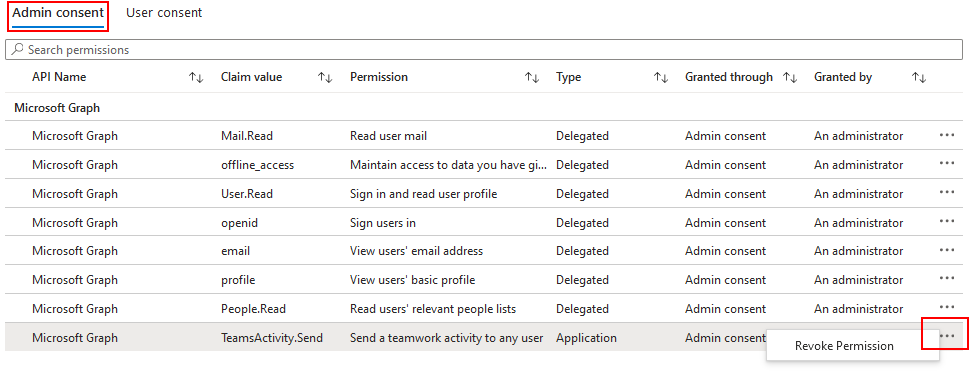 Admin consent User consent
Search permissions
API Name Claim value Permission Type Granted through Granted by
Microsoft Graph
Microsoft Graph Mail.Read Read user mail Delegated Admin consent An administrator ...
Microsoft Graph offline_access Maintain access to data you have gi... Delegated Admin consent An administrator ...
Microsoft Graph User.Read Sign in and read user profile Delegated Admin consent An administrator ...
Microsoft Graph openid Sign users in Delegated Admin consent An administrator ...
Microsoft Graph email View users' email address Delegated Admin consent An administrator ...
Microsoft Graph profile View users' basic profile Delegated Admin consent An administrator ...
Microsoft Graph People.Read Read users' relevant people lists Delegated Admin consent An administrator ...
Microsoft Graph TeamsActivity.Send Send a teamwork activity to any user Application Admin consent ...
Revoke Permission